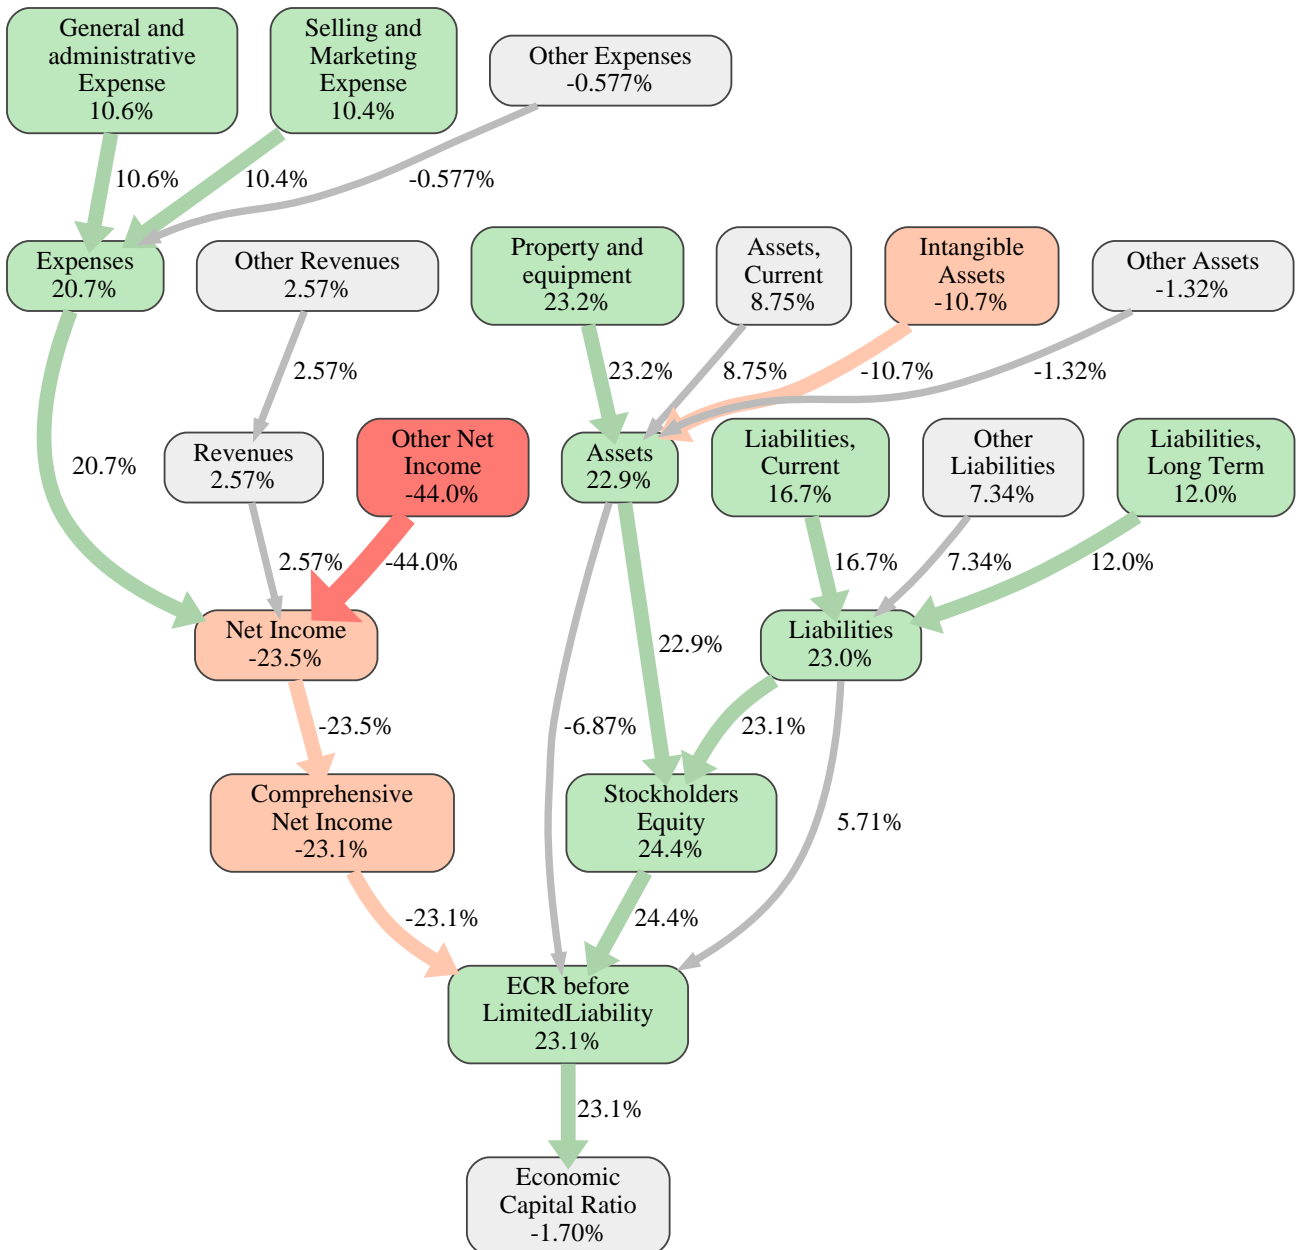 General and
administrative
Expense
10.6%
Selling and
Marketing
Expense
10.4%
Other Expenses
-0.577%
10.6%
10.4%
-0.577%
Expenses
20.7%
Other Revenues
2.57%
Property and
equipment
23.2%
Assets,
Current
8.75%
Intangible
Assets
-10.7%
Other Assets
-1.32%
2.57%
23.2%
8.75%
-10.7%
-1.32%
20.7%
Revenues
2.57%
Other Net
Income
-44.0%
Assets
22.9%
Liabilities,
Current
16.7%
Other
Liabilities
7.34%
Liabilities,
Long Term
12.0%
2.57%
-44.0%
16.7%
7.34%
12.0%
Net Income
-23.5%
22.9%
Liabilities
23.0%
-23.5%
-6.87%
23.1%
Comprehensive
Net Income
-23.1%
Stockholders
Equity
24.4%
5.71%
-23.1%
24.4%
ECR before
LimitedLiability
23.1%
23.1%
Economic
Capital Ratio
-1.70%